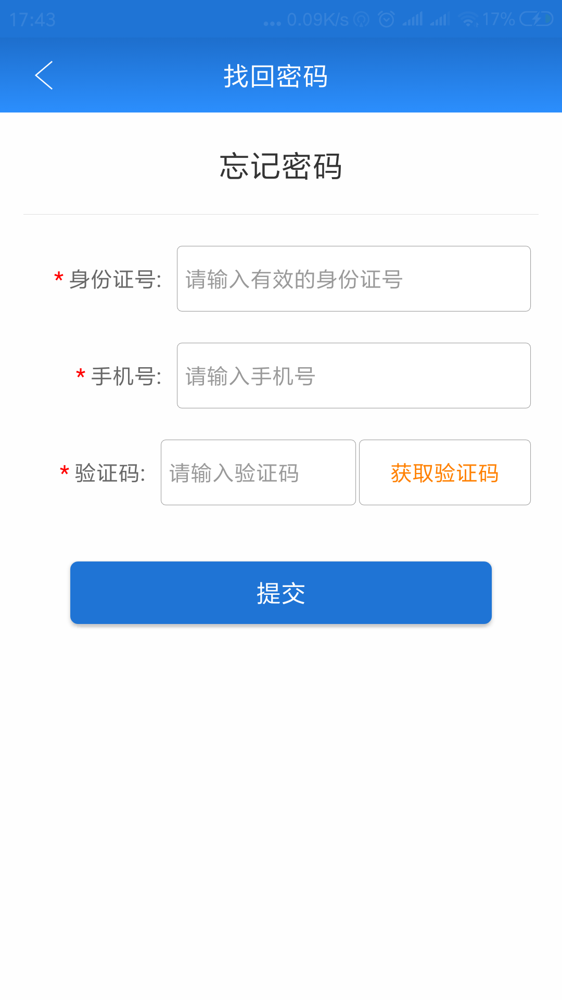 17:43 ... 0.09K/s 17%
找回密码
忘记密码
* 身份证号: 请输入有效的身份证号
* 手机号: 请输入手机号
* 验证码: 请输入验证码 获取验证码
提交